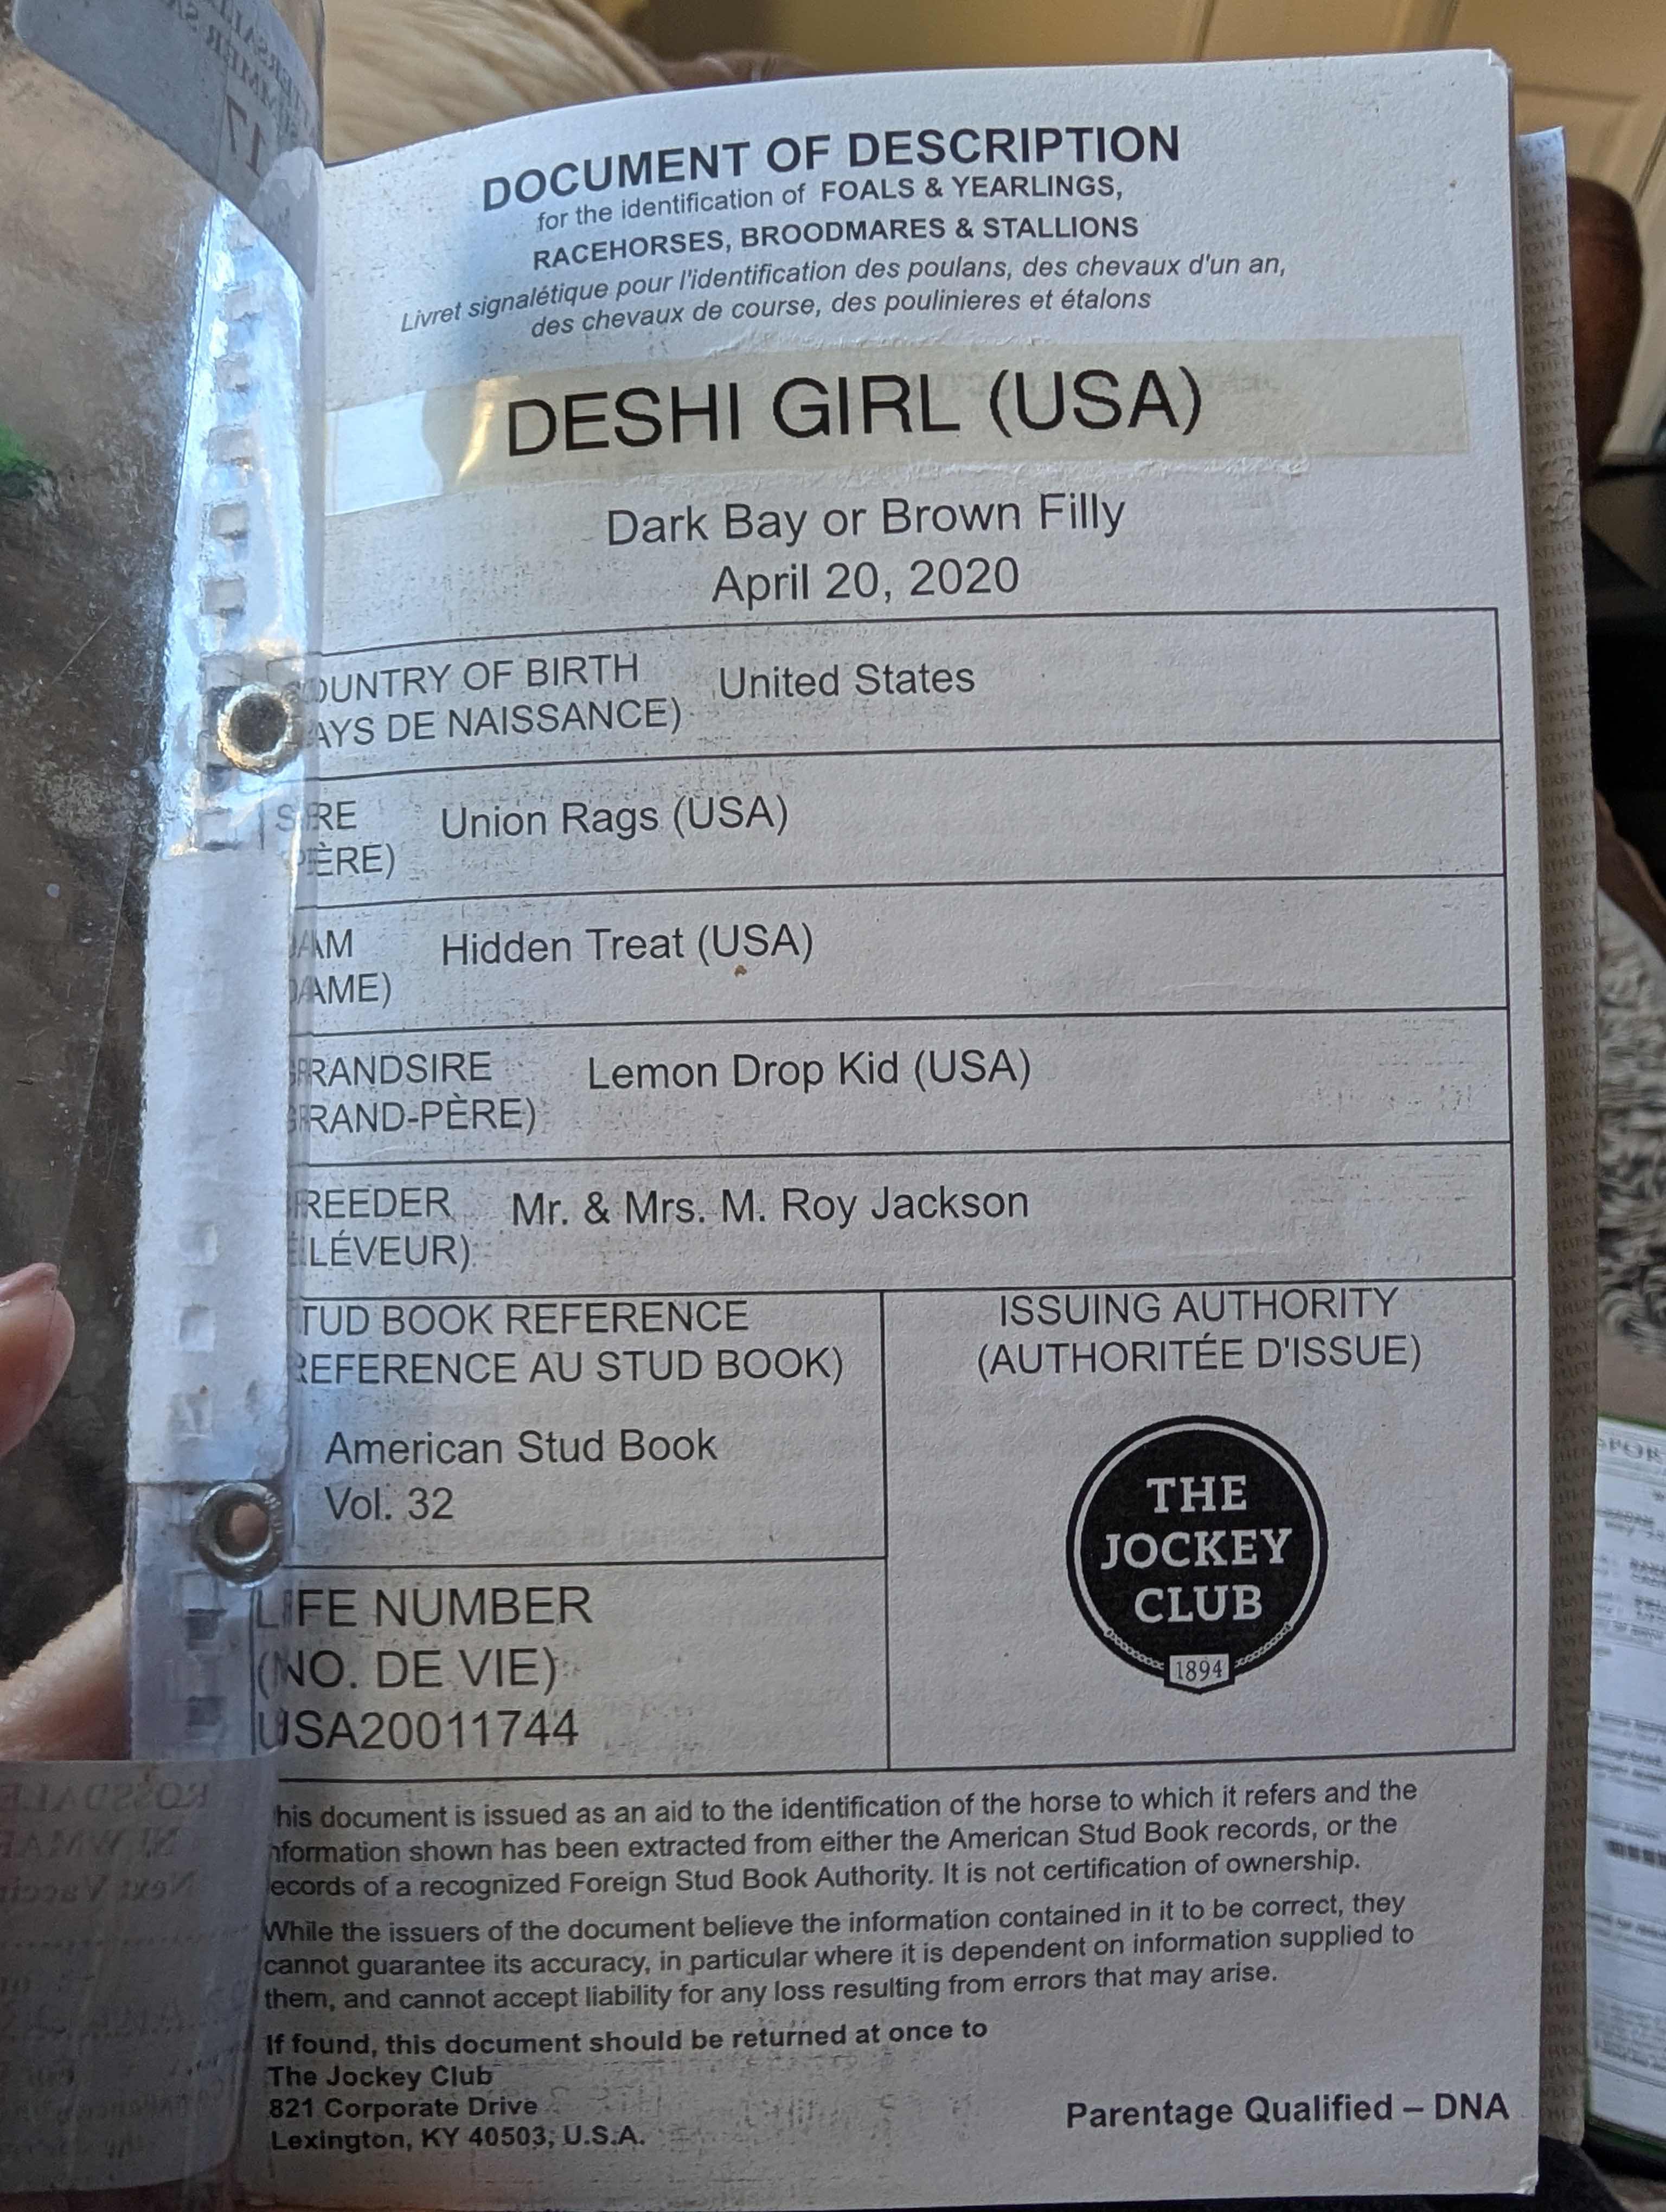 DOCUMENT OF DESCRIPTION
for the identification of FOALS & YEARLINGS,
RACEHORSES, BROODMARES & STALLIONS
Livret signalétique pour l'identification des poulans, des chevaux d'un an,
des chevaux de course, des poulinieres et étalons
DESHI GIRL (USA)
Dark Bay or Brown Filly
April 20, 2020
OUNTRY OF BIRTH United States
AYS DE NAISSANCE)
SIRE Union Rags (USA)
PÈRE)
DAM Hidden Treat (USA)
DAME)
GRANDSIRE Lemon Drop Kid (USA)
GRAND-PÈRE)
REEDER Mr. & Mrs. M. Roy Jackson
ÉLÉVEUR)
TUD BOOK REFERENCE
REFERENCE AU STUD BOOK)
American Stud Book
Vol. 32
ISSUING AUTHORITY
(AUTHORITÉE D'ISSUE)
THE
JOCKEY
CLUB
1894
LIFE NUMBER
(NO. DE VIE)
USA20011744
his document is issued as an aid to the identification of the horse to which it refers and the
nformation shown has been extracted from either the American Stud Book records, or the
ecords of a recognized Foreign Stud Book Authority. It is not certification of ownership.
While the issuers of the document believe the information contained in it to be correct, they
cannot guarantee its accuracy, in particular where it is dependent on information supplied to
them, and cannot accept liability for any loss resulting from errors that may arise.
If found, this document should be returned at once to
The Jockey Club
821 Corporate Drive
Lexington, KY 40503, U.S.A.
Parentage Qualified – DNA